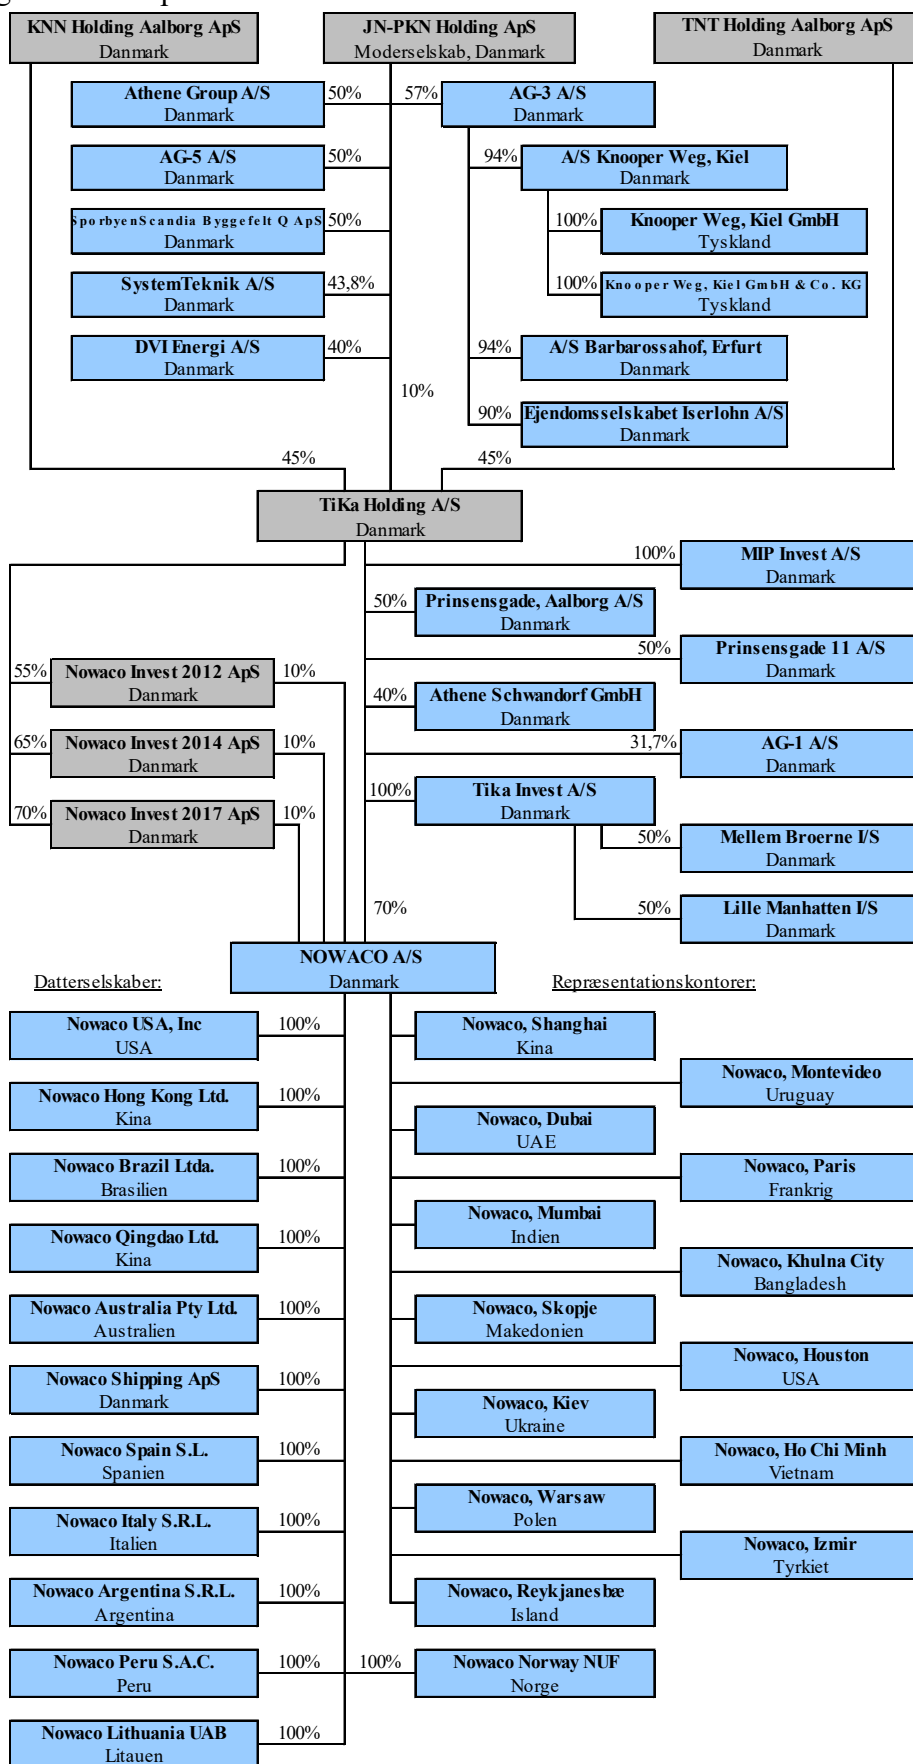 KNN Holding Aalborg ApS
Danmark
JN-PKN Holding ApS
Moderselskab, Danmark
TNT Holding Aalborg ApS
Danmark
Athene Group A/S
Danmark
50%
57%
AG-3 A/S
Danmark
AG-5 A/S
Danmark
50%
94%
A/S Knooper Weg, Kiel
Danmark
SporbyenScandia Byggefelt Q ApS
Danmark
50%
100%
Knooper Weg, Kiel GmbH
Tyskland
SystemTeknik A/S
Danmark
43,8%
100%
Knooper Weg, Kiel GmbH & Co. KG
Tyskland
DVI Energi A/S
Danmark
40%
94%
A/S Barbarossahof, Erfurt
Danmark
10%
90%
Ejendomsselskabet Iserlohn A/S
Danmark
45%
45%
TiKa Holding A/S
Danmark
100%
MIP Invest A/S
Danmark
50%
Prinsensgade, Aalborg A/S
Danmark
50%
Prinsensgade 11 A/S
Danmark
55%
Nowaco Invest 2012 ApS
Danmark
10%
40%
Athene Schwandorf GmbH
Danmark
65%
Nowaco Invest 2014 ApS
Danmark
10%
31,7%
AG-1 A/S
Danmark
100%
Tika Invest A/S
Danmark
70%
Nowaco Invest 2017 ApS
Danmark
10%
50%
Mellem Broerne I/S
Danmark
50%
Lille Manhatten I/S
Danmark
70%
NOWACO A/S
Danmark
Datterselskaber:
Repræsentationskontorer:
Nowaco USA, Inc
USA
100%
Nowaco, Shanghai
Kina
Nowaco, Montevideo
Uruguay
Nowaco Hong Kong Ltd.
Kina
100%
Nowaco, Dubai
UAE
Nowaco Brazil Ltda.
Brasilien
100%
Nowaco, Paris
Frankrig
Nowaco, Mumbai
Indien
Nowaco Qingdao Ltd.
Kina
100%
Nowaco, Khulna City
Bangladesh
Nowaco Australia Pty Ltd.
Australien
100%
Nowaco, Skopje
Makedonien
Nowaco, Houston
USA
Nowaco Shipping ApS
Danmark
100%
Nowaco, Kiev
Ukraine
Nowaco Spain S.L.
Spanien
100%
Nowaco, Ho Chi Minh
Vietnam
Nowaco, Warsaw
Polen
Nowaco Italy S.R.L.
Italien
100%
Nowaco, Izmir
Tyrkiet
Nowaco Argentina S.R.L.
Argentina
100%
Nowaco, Reykjanesbæ
Island
Nowaco Peru S.A.C.
Peru
100%
100%
Nowaco Norway NUF
Norge
Nowaco Lithuania UAB
Litauen
100%